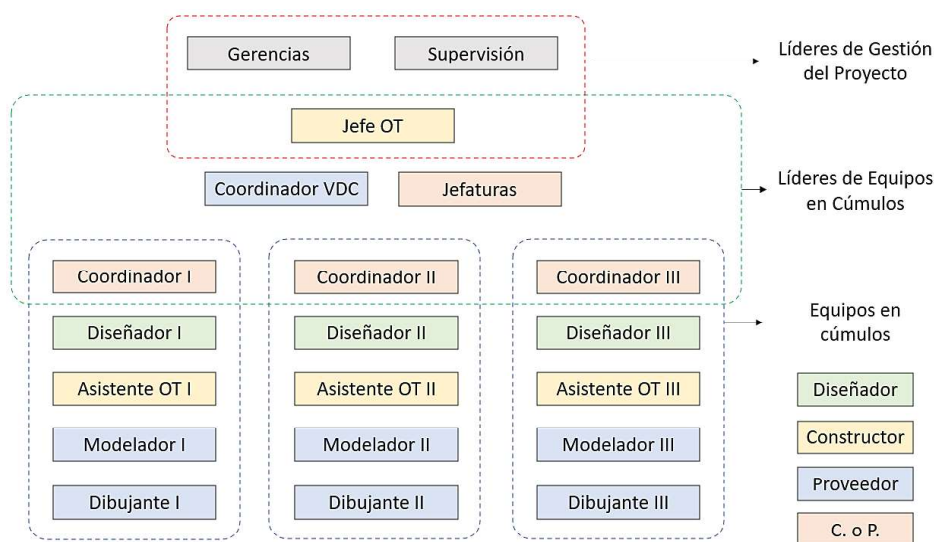 Gerencias
Supervisión
Líderes de Gestión
del Proyecto
Jefe OT
Coordinador VDC
Jefaturas
Líderes de Equipos
en Cúmulos
Coordinador I
Coordinador II
Coordinador III
Diseñador I
Diseñador II
Diseñador III
Equipos en
cúmulos
Asistente OT I
Asistente OT II
Asistente OT III
Modelador I
Modelador II
Modelador III
Dibujante I
Dibujante II
Dibujante III
Diseñador
Constructor
Proveedor
C. o P.